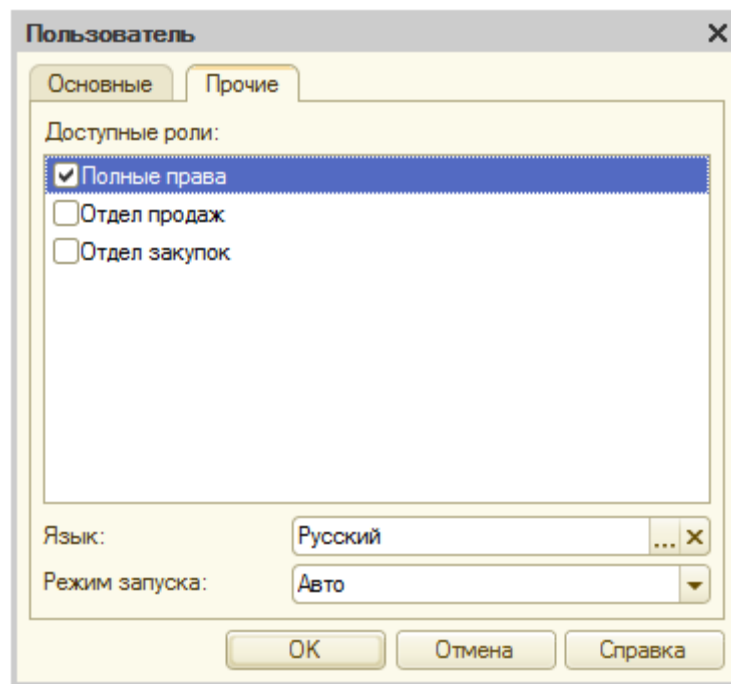 Пользователь
Основные Прочие
Доступные роли:
Полные права
Отдел продаж
Отдел закупок
Язык: Русский ...
Режим запуска: Авто
OK Отмена Справка